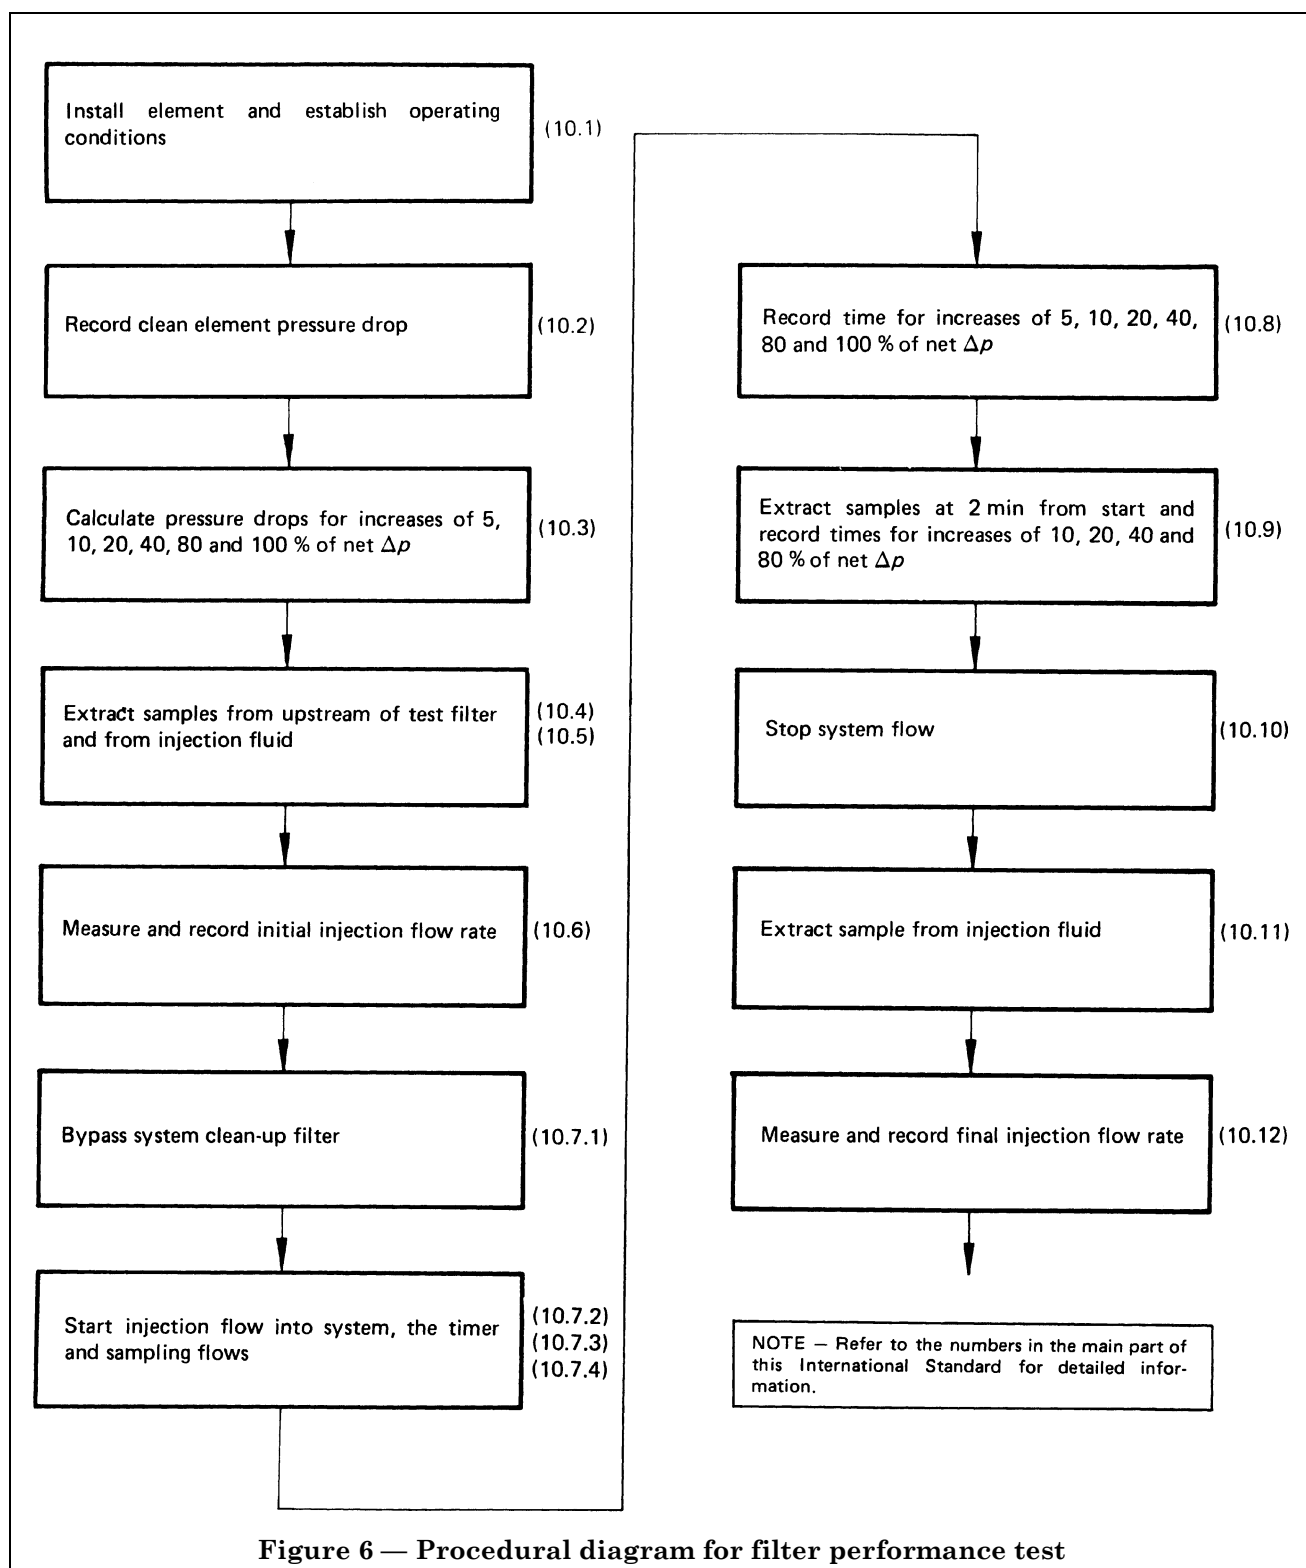 Install element and establish operating
conditions
(10.1)
Record clean element pressure drop
(10.2)
Calculate pressure drops for increases of 5,
10, 20, 40, 80 and 100 % of net Δp
(10.3)
Extract samples from upstream of test filter
and from injection fluid
(10.4)
(10.5)
Measure and record initial injection flow rate
(10.6)
Bypass system clean-up filter
(10.7.1)
Start injection flow into system, the timer
and sampling flows
(10.7.2)
(10.7.3)
(10.7.4)
Record time for increases of 5, 10, 20, 40,
80 and 100 % of net Δp
(10.8)
Extract samples at 2 min from start and
record times for increases of 10, 20, 40 and
80 % of net Δp
(10.9)
Stop system flow
(10.10)
Extract sample from injection fluid
(10.11)
Measure and record final injection flow rate
(10.12)
NOTE — Refer to the numbers in the main part of
this International Standard for detailed infor-
mation.
Figure 6 — Procedural diagram for filter performance test